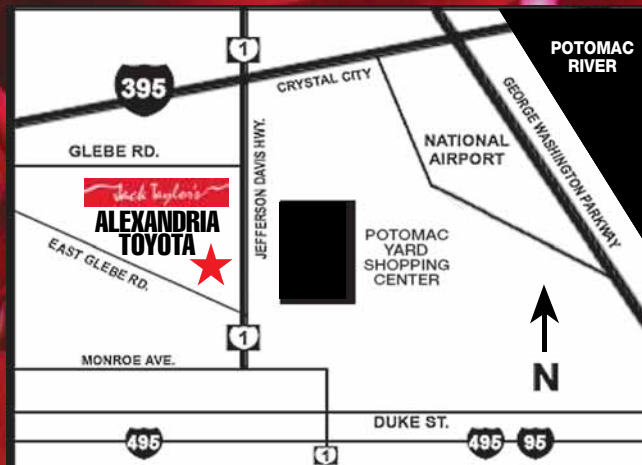 1
POTOMAC
RIVER
395
CRYSTAL CITY
GLEBE RD.
NATIONAL
AIRPORT
GEORGE WASHINGTON PARKWAY
JEFFERSON DAVIS HWY.
Jack Taylor's
ALEXANDRIA
TOYOTA
EAST GLEBE RD.
POTOMAC
YARD
SHOPPING
CENTER
1
MONROE AVE.
N
DUKE ST.
495
1
495
95